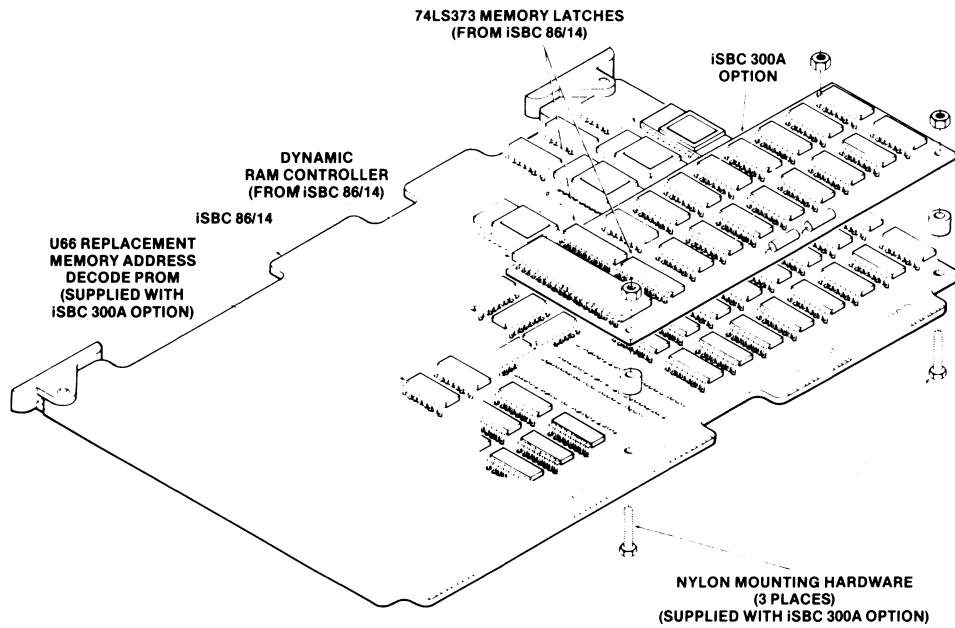 74LS373 MEMORY LATCHES
(FROM iSBC 86/14)
iSBC 300A
OPTION
DYNAMIC
RAM CONTROLLER
(FROM iSBC 86/14)
iSBC 86/14
U66 REPLACEMENT
MEMORY ADDRESS
DECODE PROM
(SUPPLIED WITH
iSBC 300A OPTION)
NYLON MOUNTING HARDWARE
(3 PLACES)
(SUPPLIED WITH iSBC 300A OPTION)